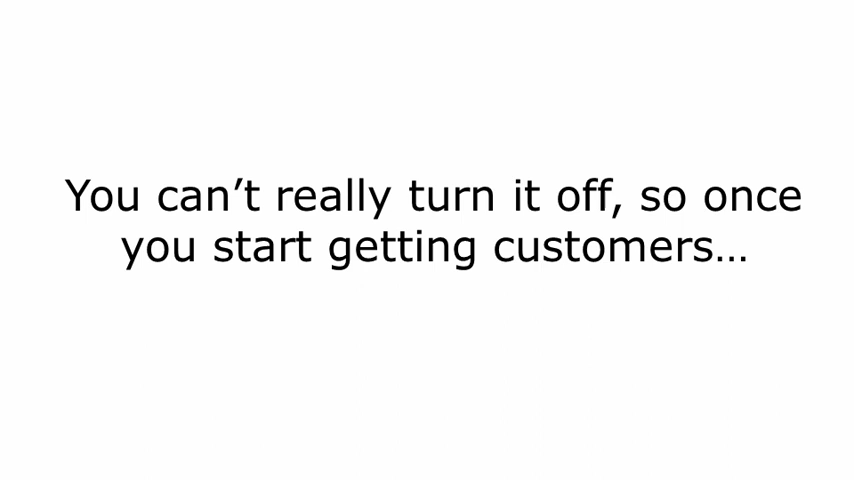 You can’t really turn it off, so once
you start getting customers…